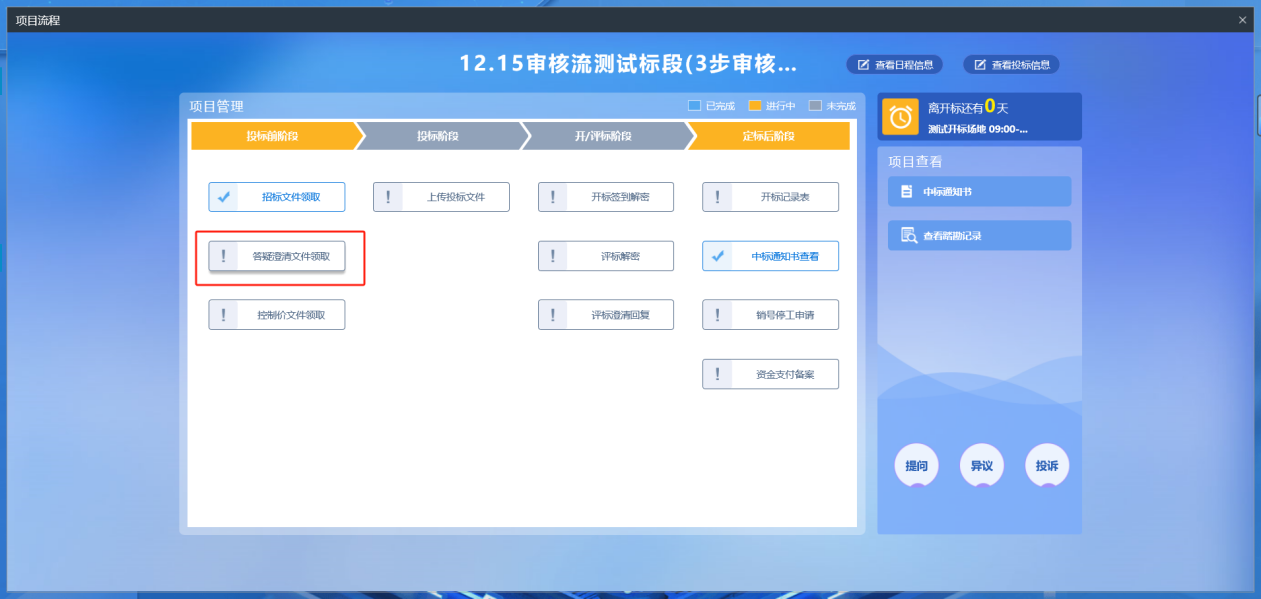 项目流程
12.15审核流测试标段(3步审核...
查看日程信息
查看投标信息
项目管理
已完成
进行中
未完成
投标前阶段
投标阶段
开/评标阶段
定标后阶段
招标文件领取
上传投标文件
开标签到解密
开标记录表
答疑澄清文件领取
评标解密
中标通知书查看
控制价文件领取
评标澄清回复
销号停工申请
资金支付备案
离开标还有0天
测试开标场地 09:00-...
项目查看
中标通知书
查看踏勘记录
提问
异议
投诉